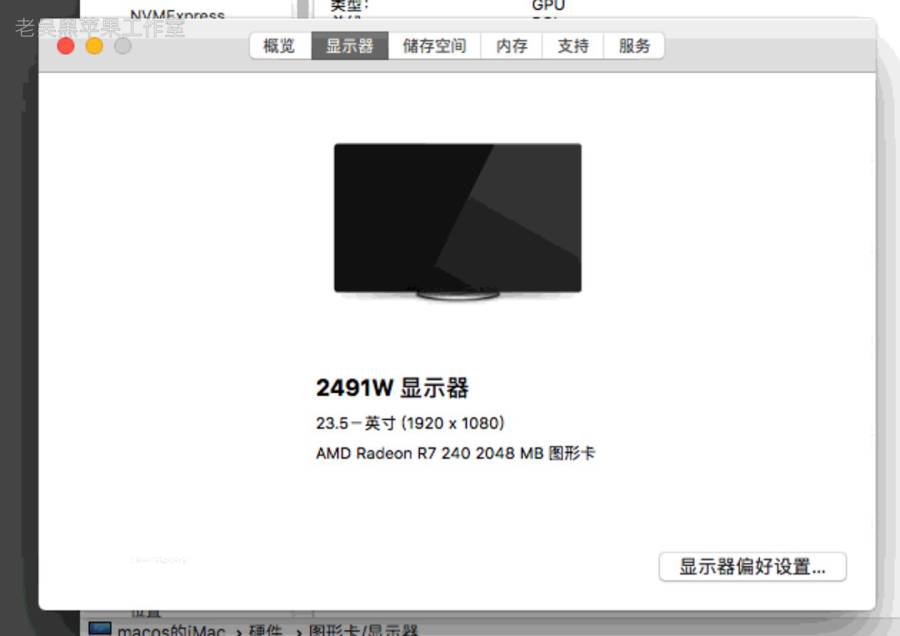 NVMExpress
类型：
GPU
老吴黑苹果工作室
概览
显示器
储存空间
内存
支持
服务
2491W 显示器
23.5－英寸 (1920 x 1080)
AMD Radeon R7 240 2048 MB 图形卡
显示器偏好设置...
位置
macos的iMac › 硬件 › 图形卡/显示器